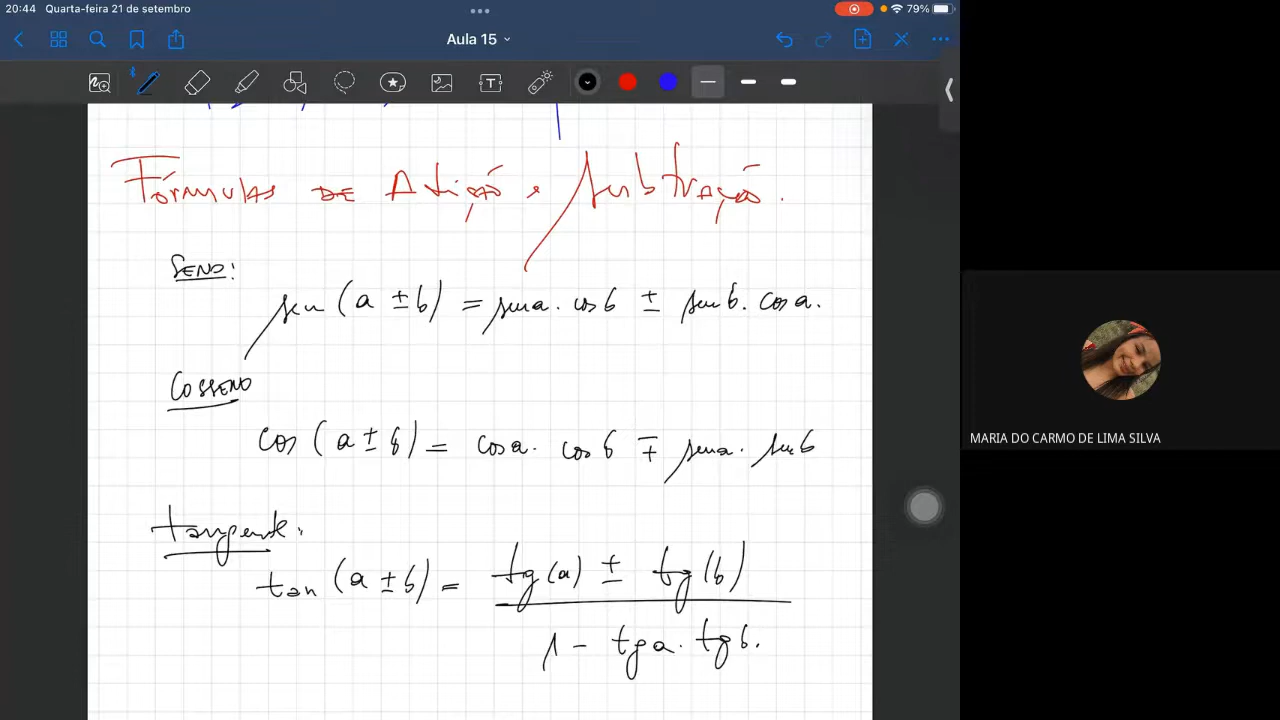 20:44 Quarta-feira 21 de setembro
79%
Aula 15
Fórmulas DE Adição e Subtração.
SENO:
sen (a ± b) = sen a . cos b ± sen b . cos a.
COSSENO
cos (a ± b) = cos a . cos b ∓ sen a . sen b
tangente:
tan (a ± b) = tg(a) ± tg(b)
1 - tg a . tg b.
MARIA DO CARMO DE LIMA SILVA